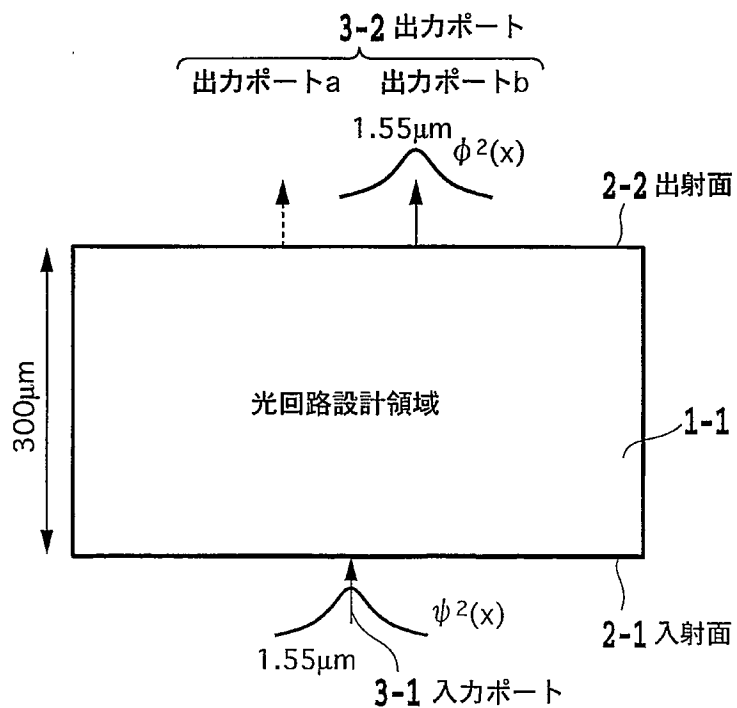 3-2 出力ポート
出力ポートa 出力ポートb
1.55μm
φ²(x)
2-2 出射面
300μm
光回路設計領域
1-1
ψ²(x)
1.55μm
2-1 入射面
3-1 入力ポート